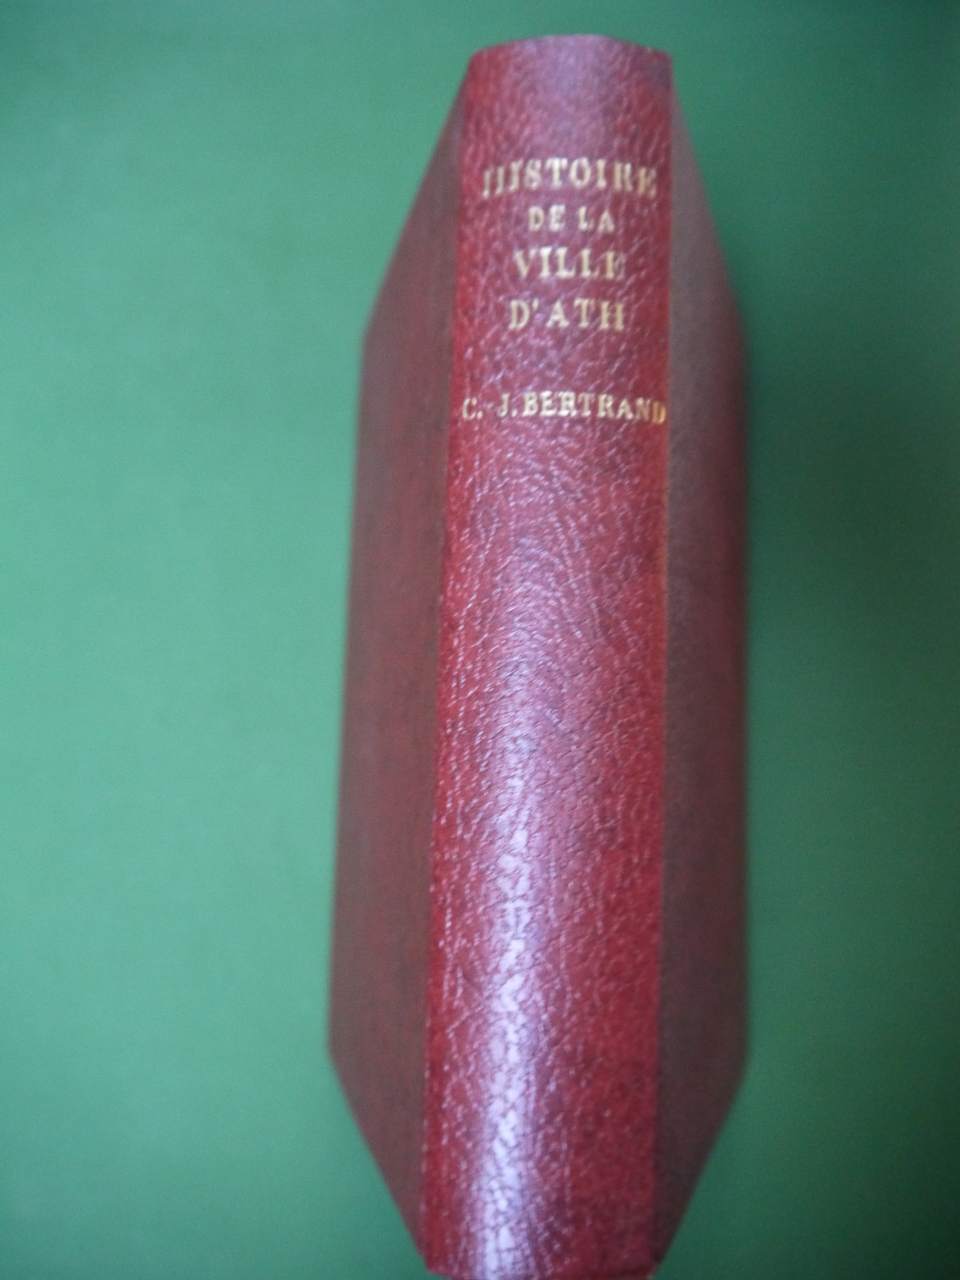 HISTOIRE
DE LA
VILLE
D'ATH
C.-J. BERTRAND